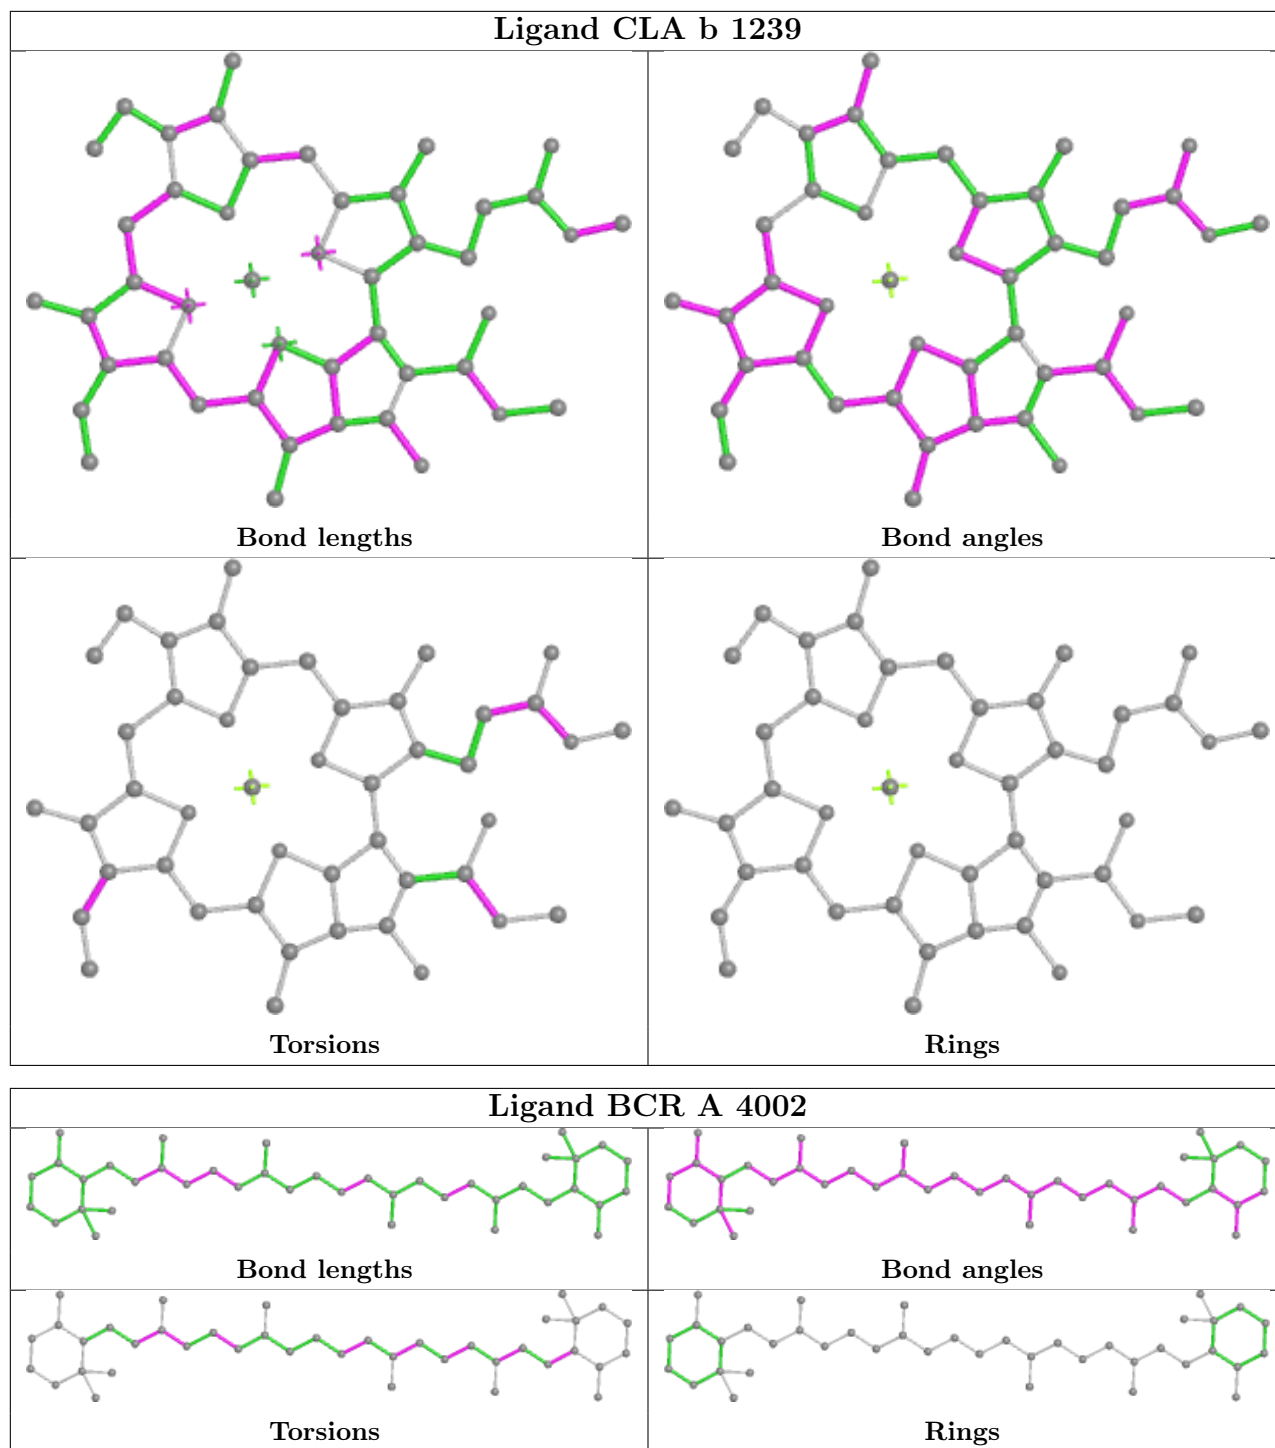 Ligand CLA b 1239
Bond lengths
Bond angles
Torsions
Rings
Ligand BCR A 4002
Bond lengths
Bond angles
Torsions
Rings